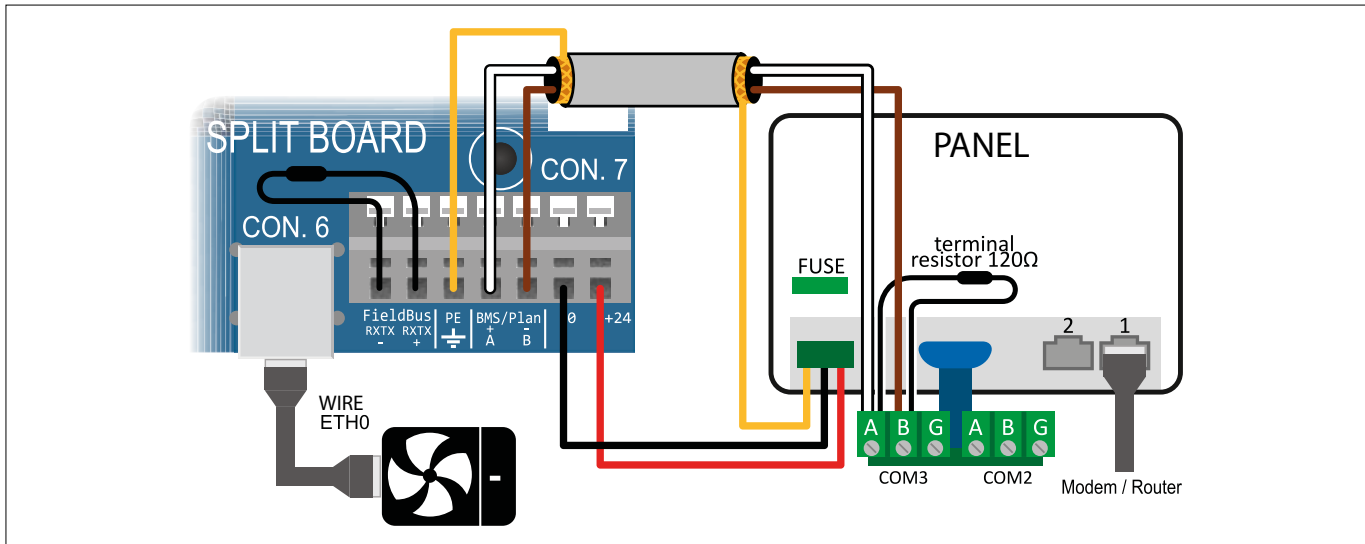 SPLIT BOARD
CON. 7
CON. 6
FieldBus
RXTX RXTX
- +
PE
BMS/Plan
+ -
A B
0 +24
WIRE
ETH0
PANEL
FUSE
terminal
resistor 120Ω
2 1
A B G A B G
COM3 COM2
Modem / Router